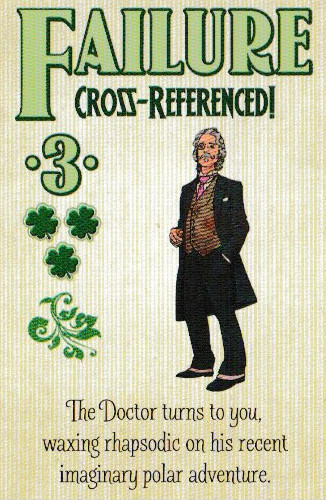 FAILURE
CROSS-REFERENCED!
·3·
The Doctor turns to you,
waxing rhapsodic on his recent
imaginary polar adventure.